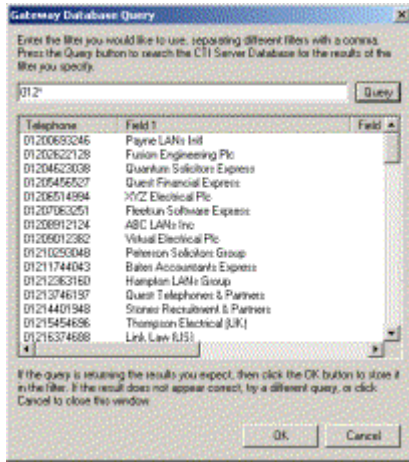 Gateway Database Query
Enter the filter you would like to use, separating different filters with a comma.
Press the Query button to search the CTI Server Database for the results of the
filter you specify.
012*
Query
Telephone Field 1 Field
01200693246 Payne LANs Intl
01202622128 Fusion Engineering Plc
01204623038 Quantum Solicitors Express
01205456527 Quest Financial Express
01206514994 XYZ Electrical Plc
01207063251 Fleetrun Software Express
01208912124 ABC LANs Inc
01209012382 Virtual Electrical Plc
01210293048 Peterson Solicitors Group
01211744043 Bates Accountants Express
01212363160 Hampton LANs Group
01213746197 Quest Telephones & Partners
01214401948 Stones Recruitment & Partners
01215454696 Thompson Electrical (UK)
01216374688 Link Law (US)
If the query is returning the results you expect, then click the OK button to store it
in the filter. If the result does not appear correct, try a different query, or click
Cancel to close this window
OK Cancel